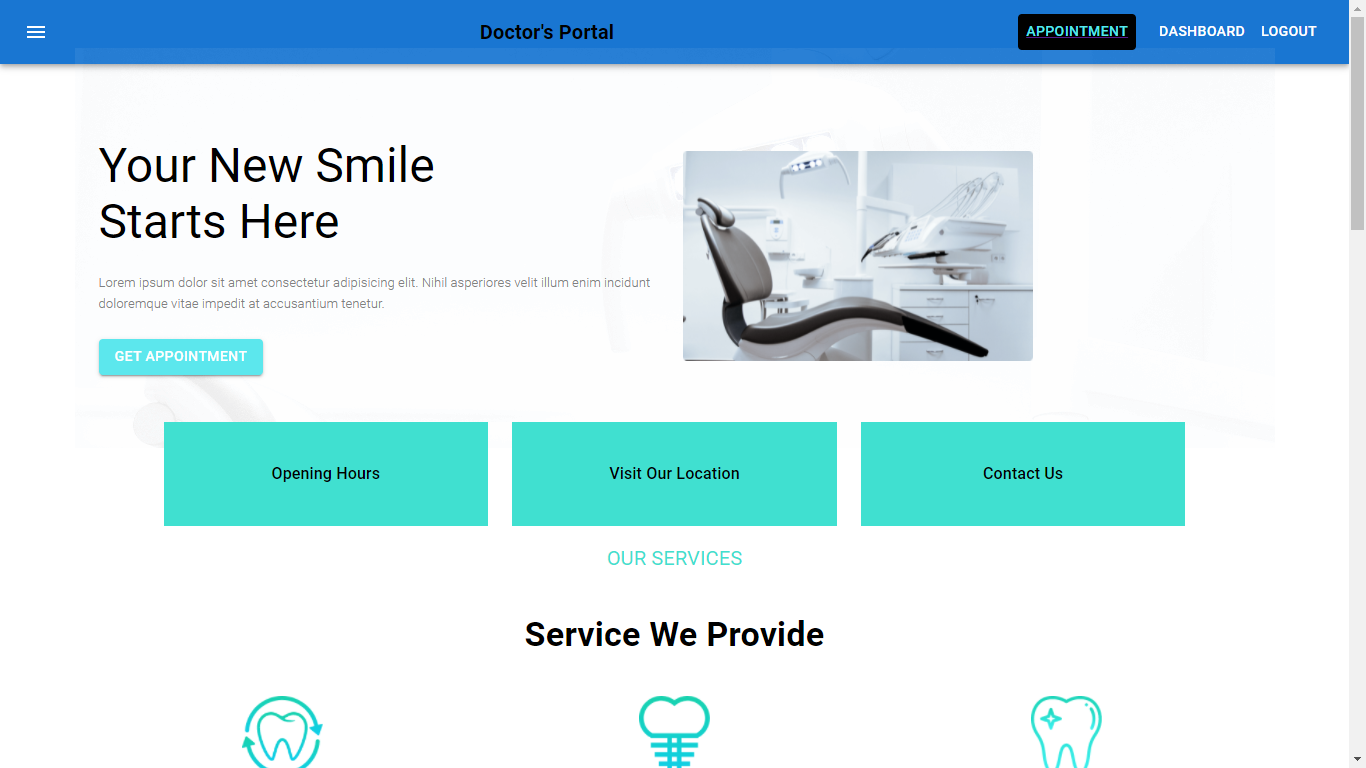 Doctor's Portal
APPOINTMENT
DASHBOARD
LOGOUT
Your New Smile
Starts Here
Lorem ipsum dolor sit amet consectetur adipisicing elit. Nihil asperiores velit illum enim incidunt
doloremque vitae impedit at accusantium tenetur.
GET APPOINTMENT
Opening Hours
Visit Our Location
Contact Us
OUR SERVICES
Service We Provide